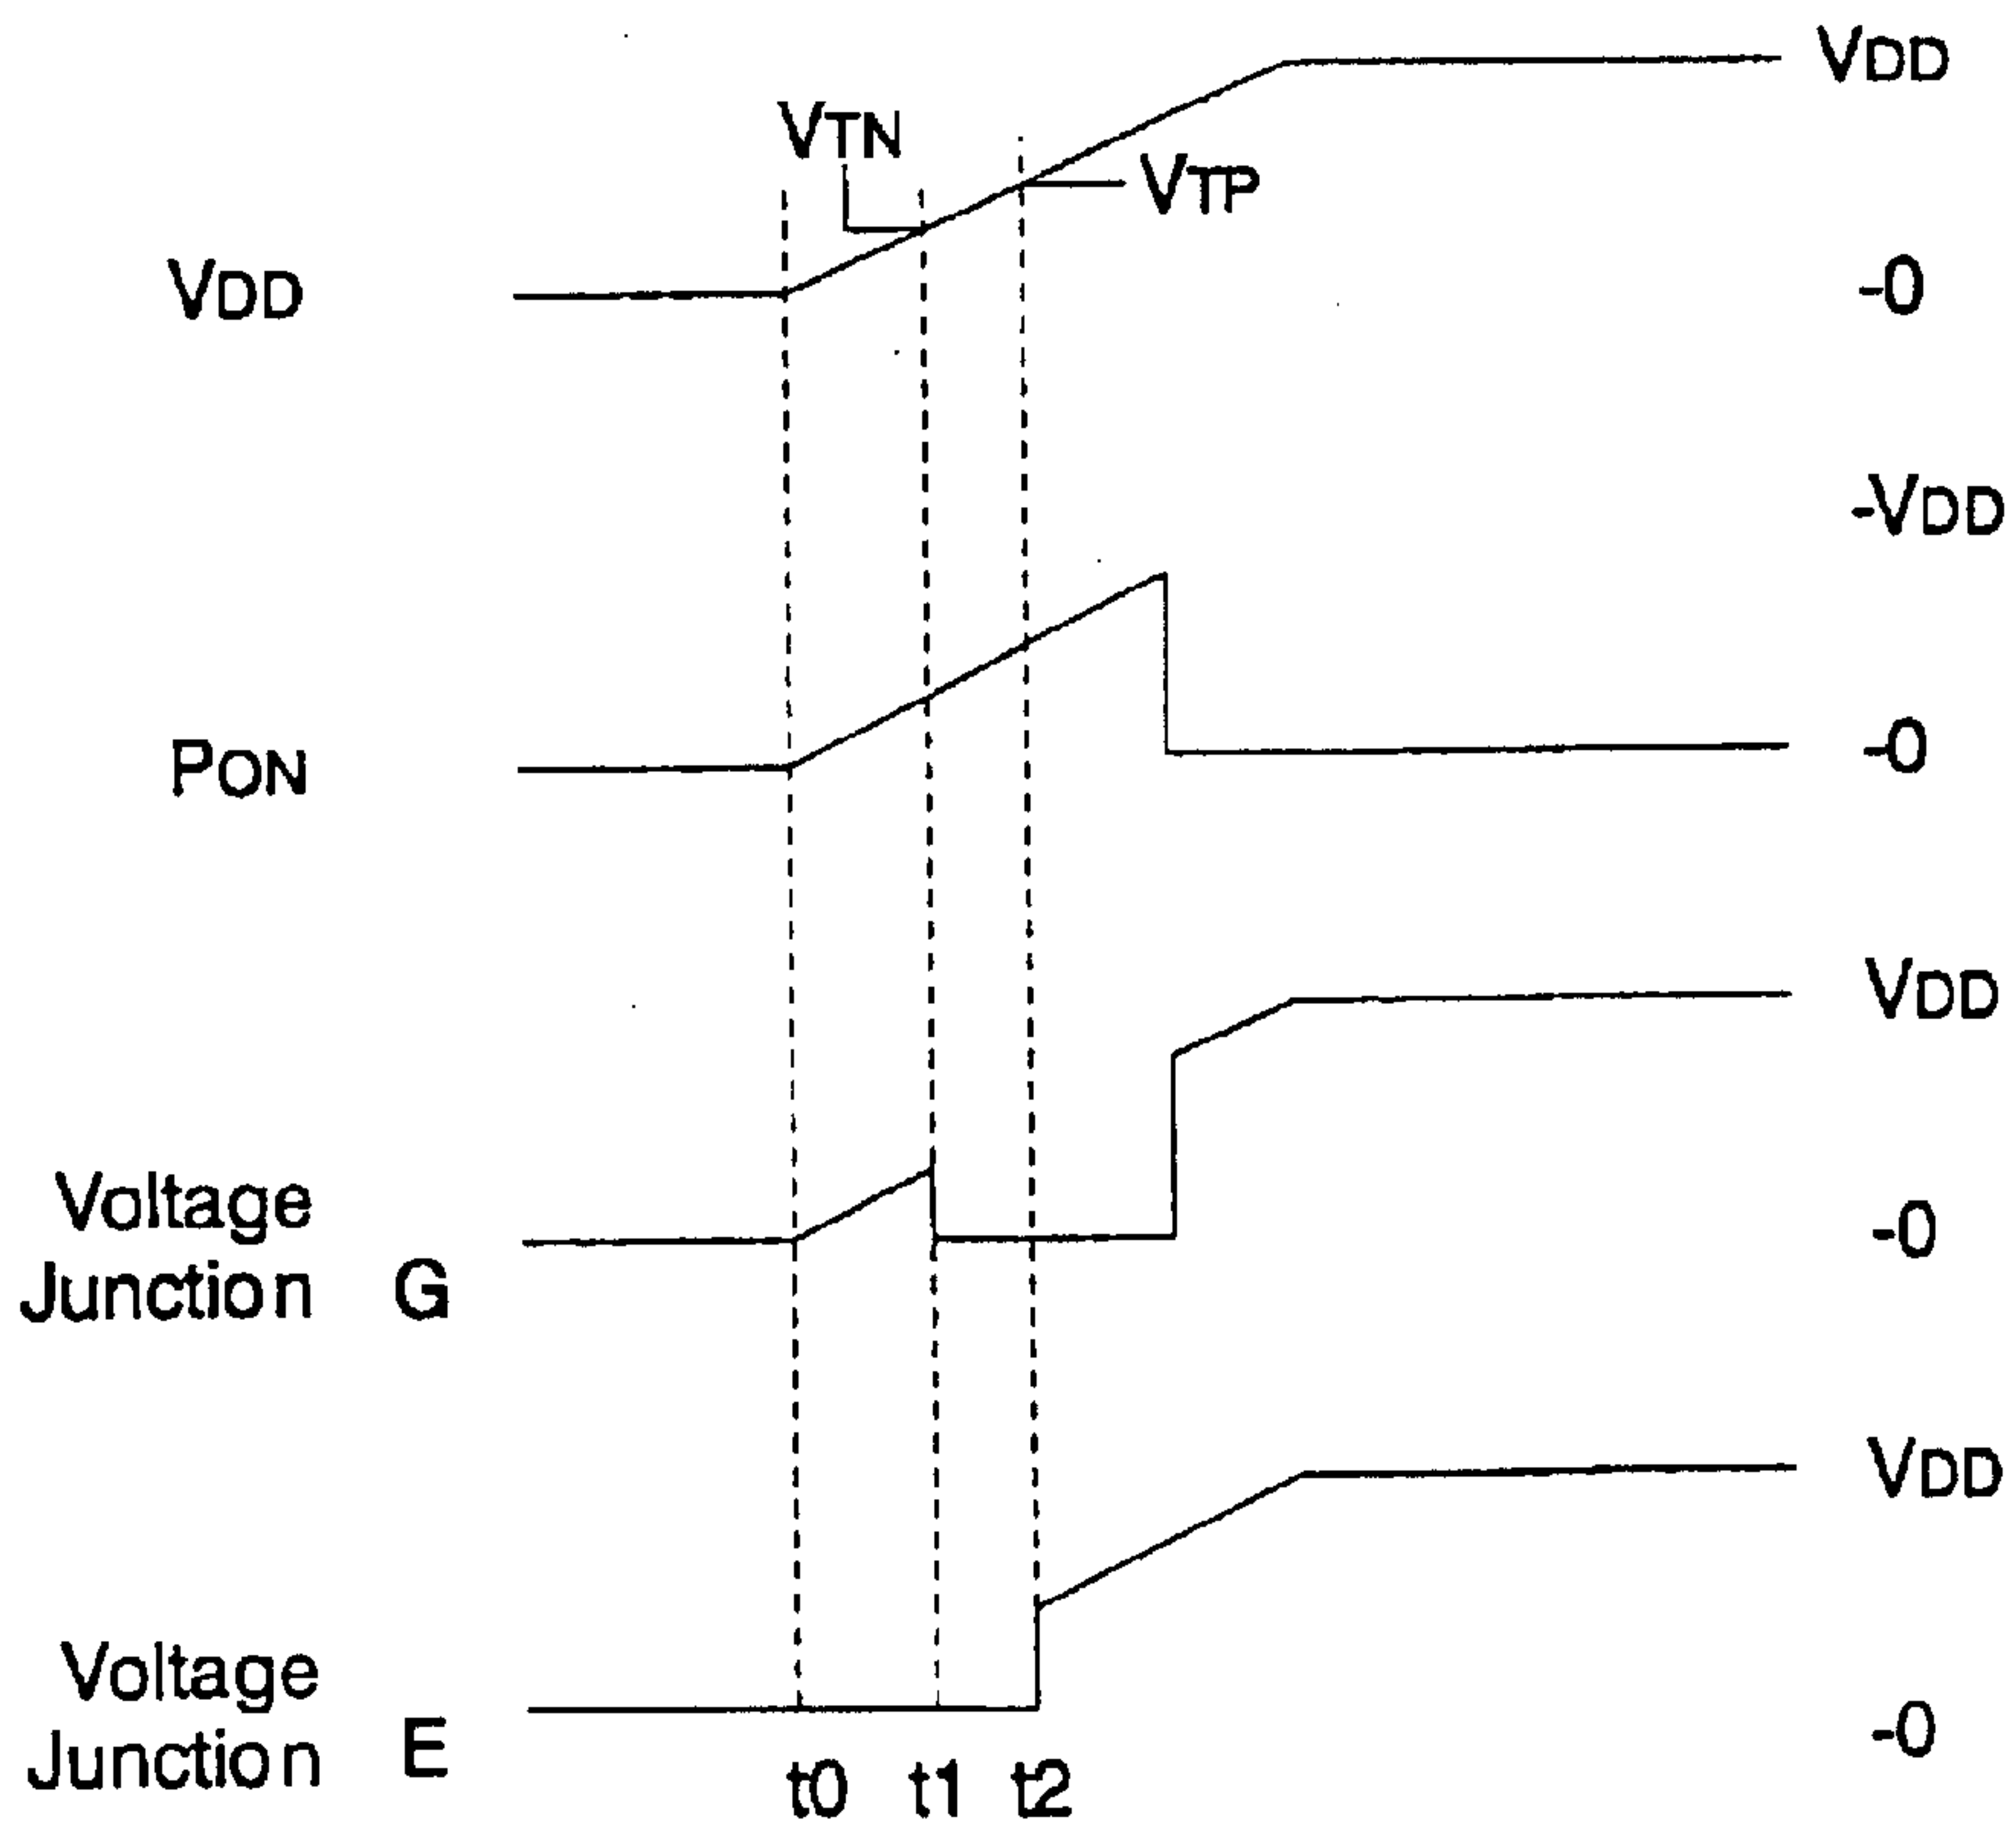 VDD
VTN
VTP
VDD
-0
-VDD
PON
-0
VDD
Voltage
Junction G
-0
VDD
Voltage
Junction E
-0
t0 t1 t2